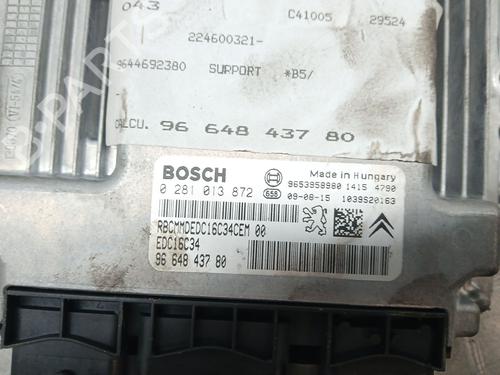 043 C41005 29524
224600321-
9644692380 SUPPORT *B5/
CALCU. 96 648 437 80
BOSCH
Made in Hungary
0 281 013 872
9653958980 1415 4790
658 09-08-15 1039S20163
RBCMMDEDC16C34CEM 00
EDC16C34
96 648 437 80